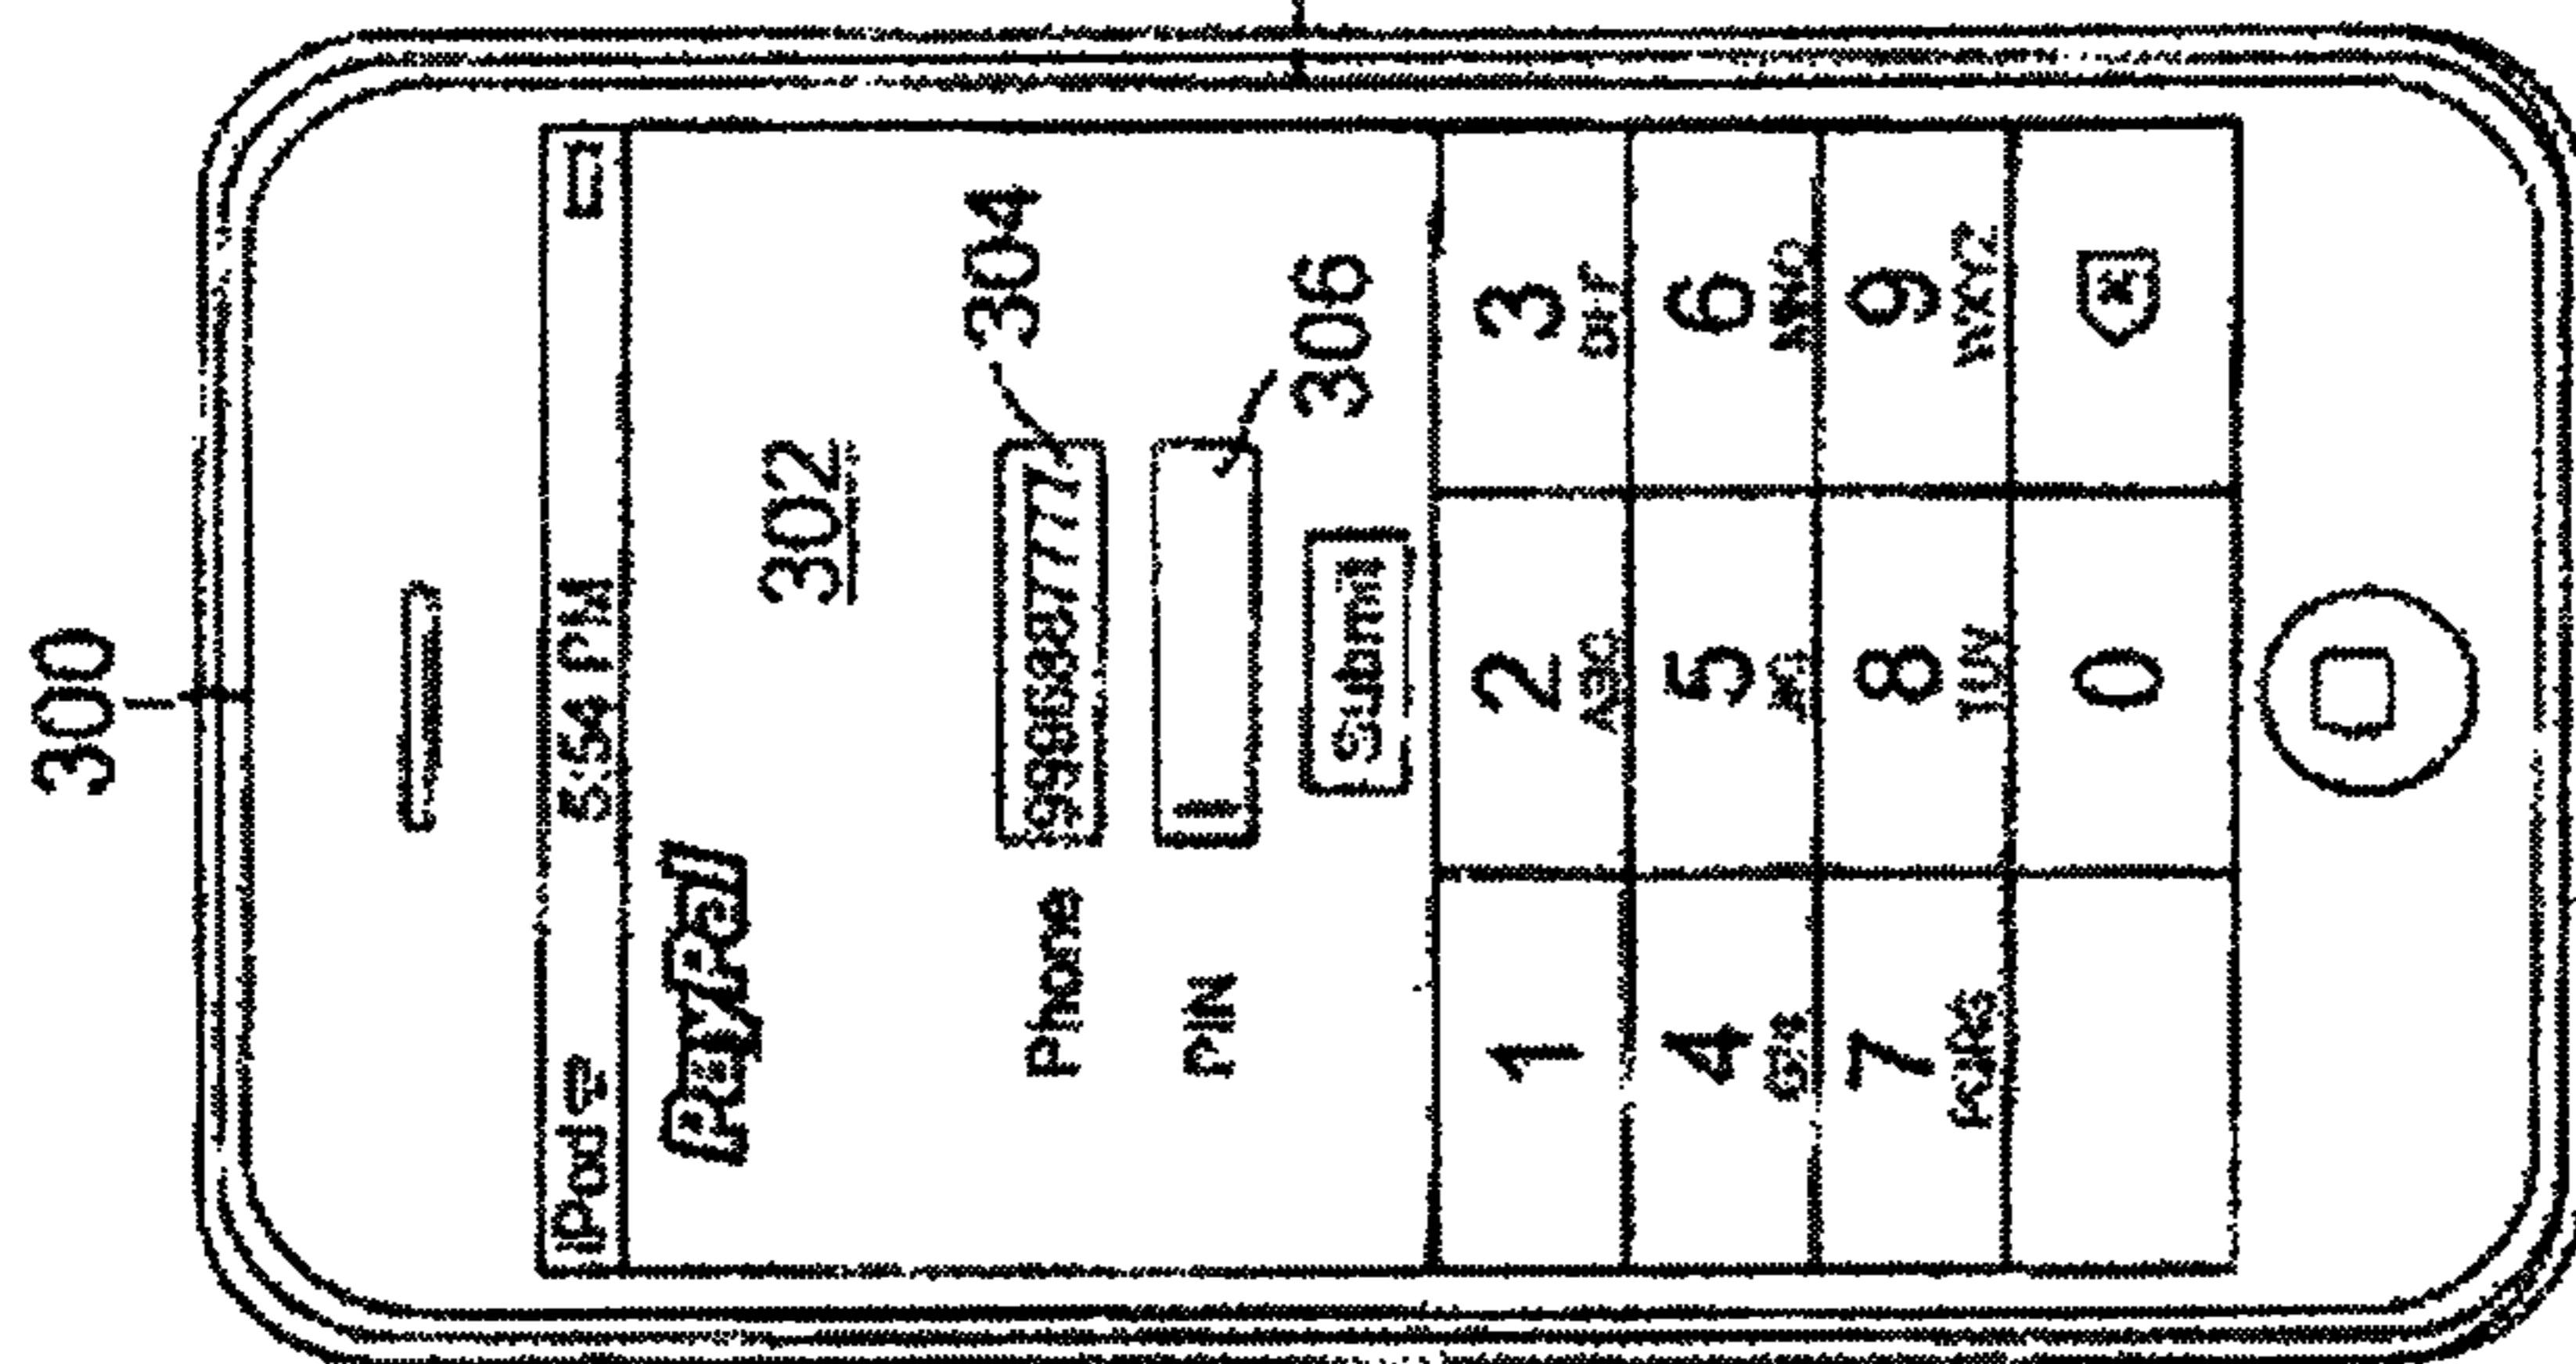 300
iPod 5:54 PM
PayPal
302
304
Phone
PIN
306
Submit
1 2 3
ABC DEF
4 5 6
GHI JKL MNO
7 8 9
PQRS TUV WXYZ
0